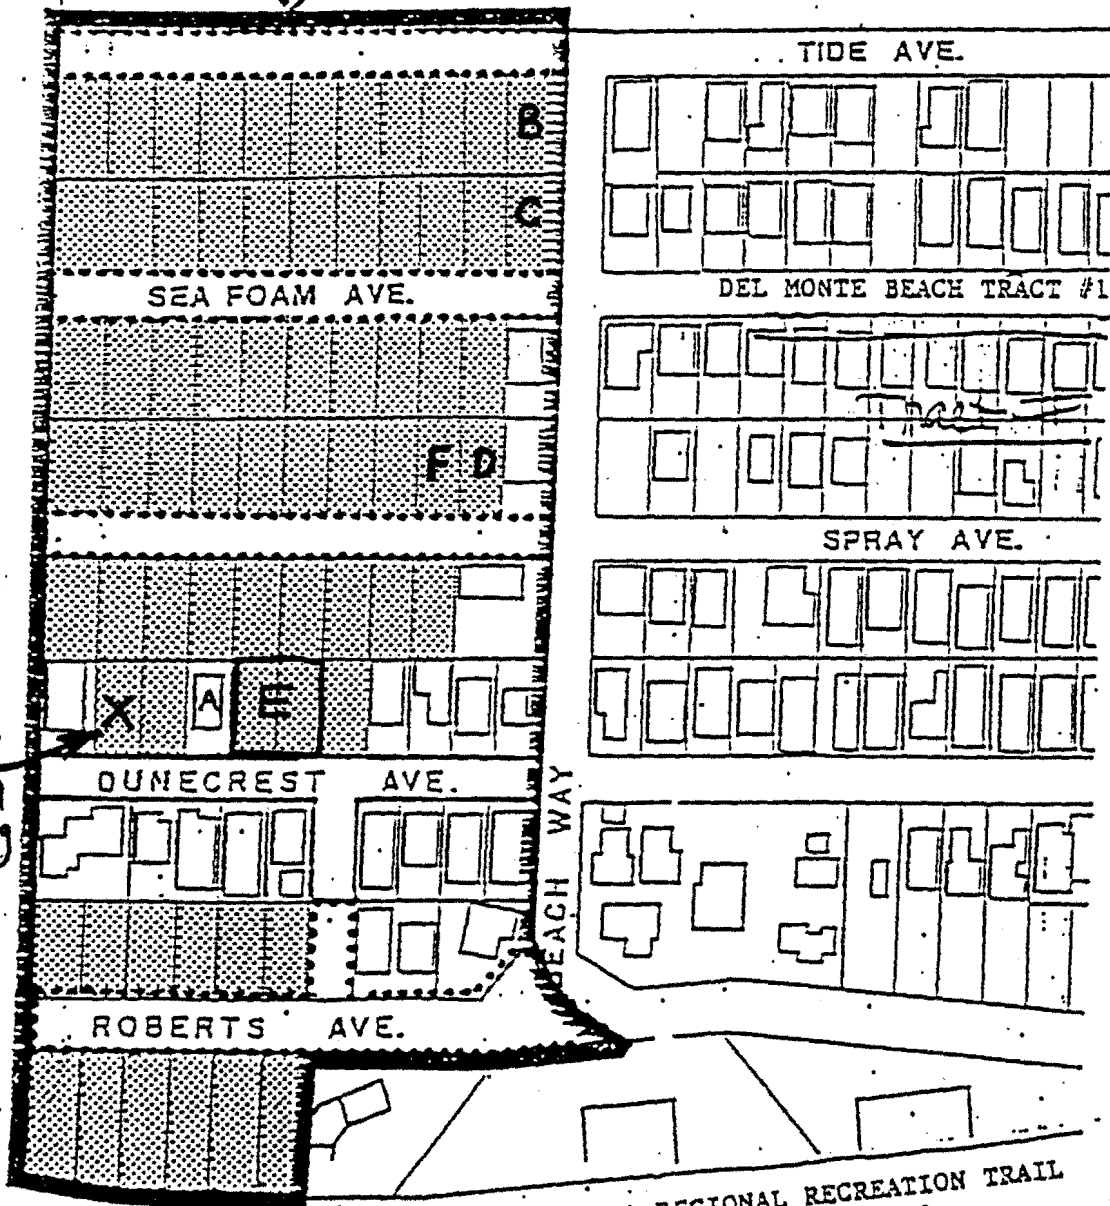 TIDE AVE.
B
C
SEA FOAM AVE.
DEL MONTE BEACH TRACT #1
F D
SPRAY AVE.
X A E
DUNECREST AVE.
BEACH WAY
ROBERTS AVE.
REGIONAL RECREATION TRAIL